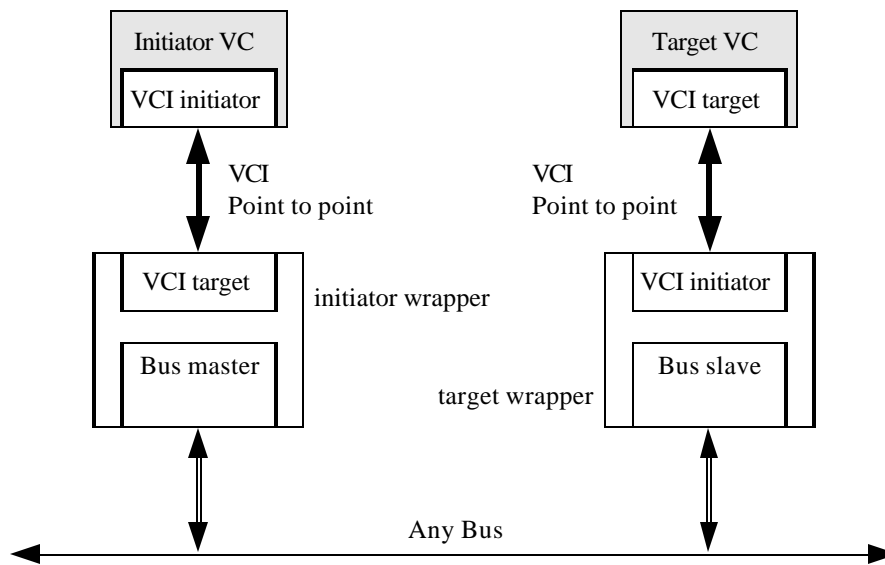 Initiator VC
Target VC
VCI initiator
VCI target
VCI
Point to point
VCI
Point to point
VCI target
VCI initiator
initiator wrapper
Bus master
Bus slave
target wrapper
Any Bus